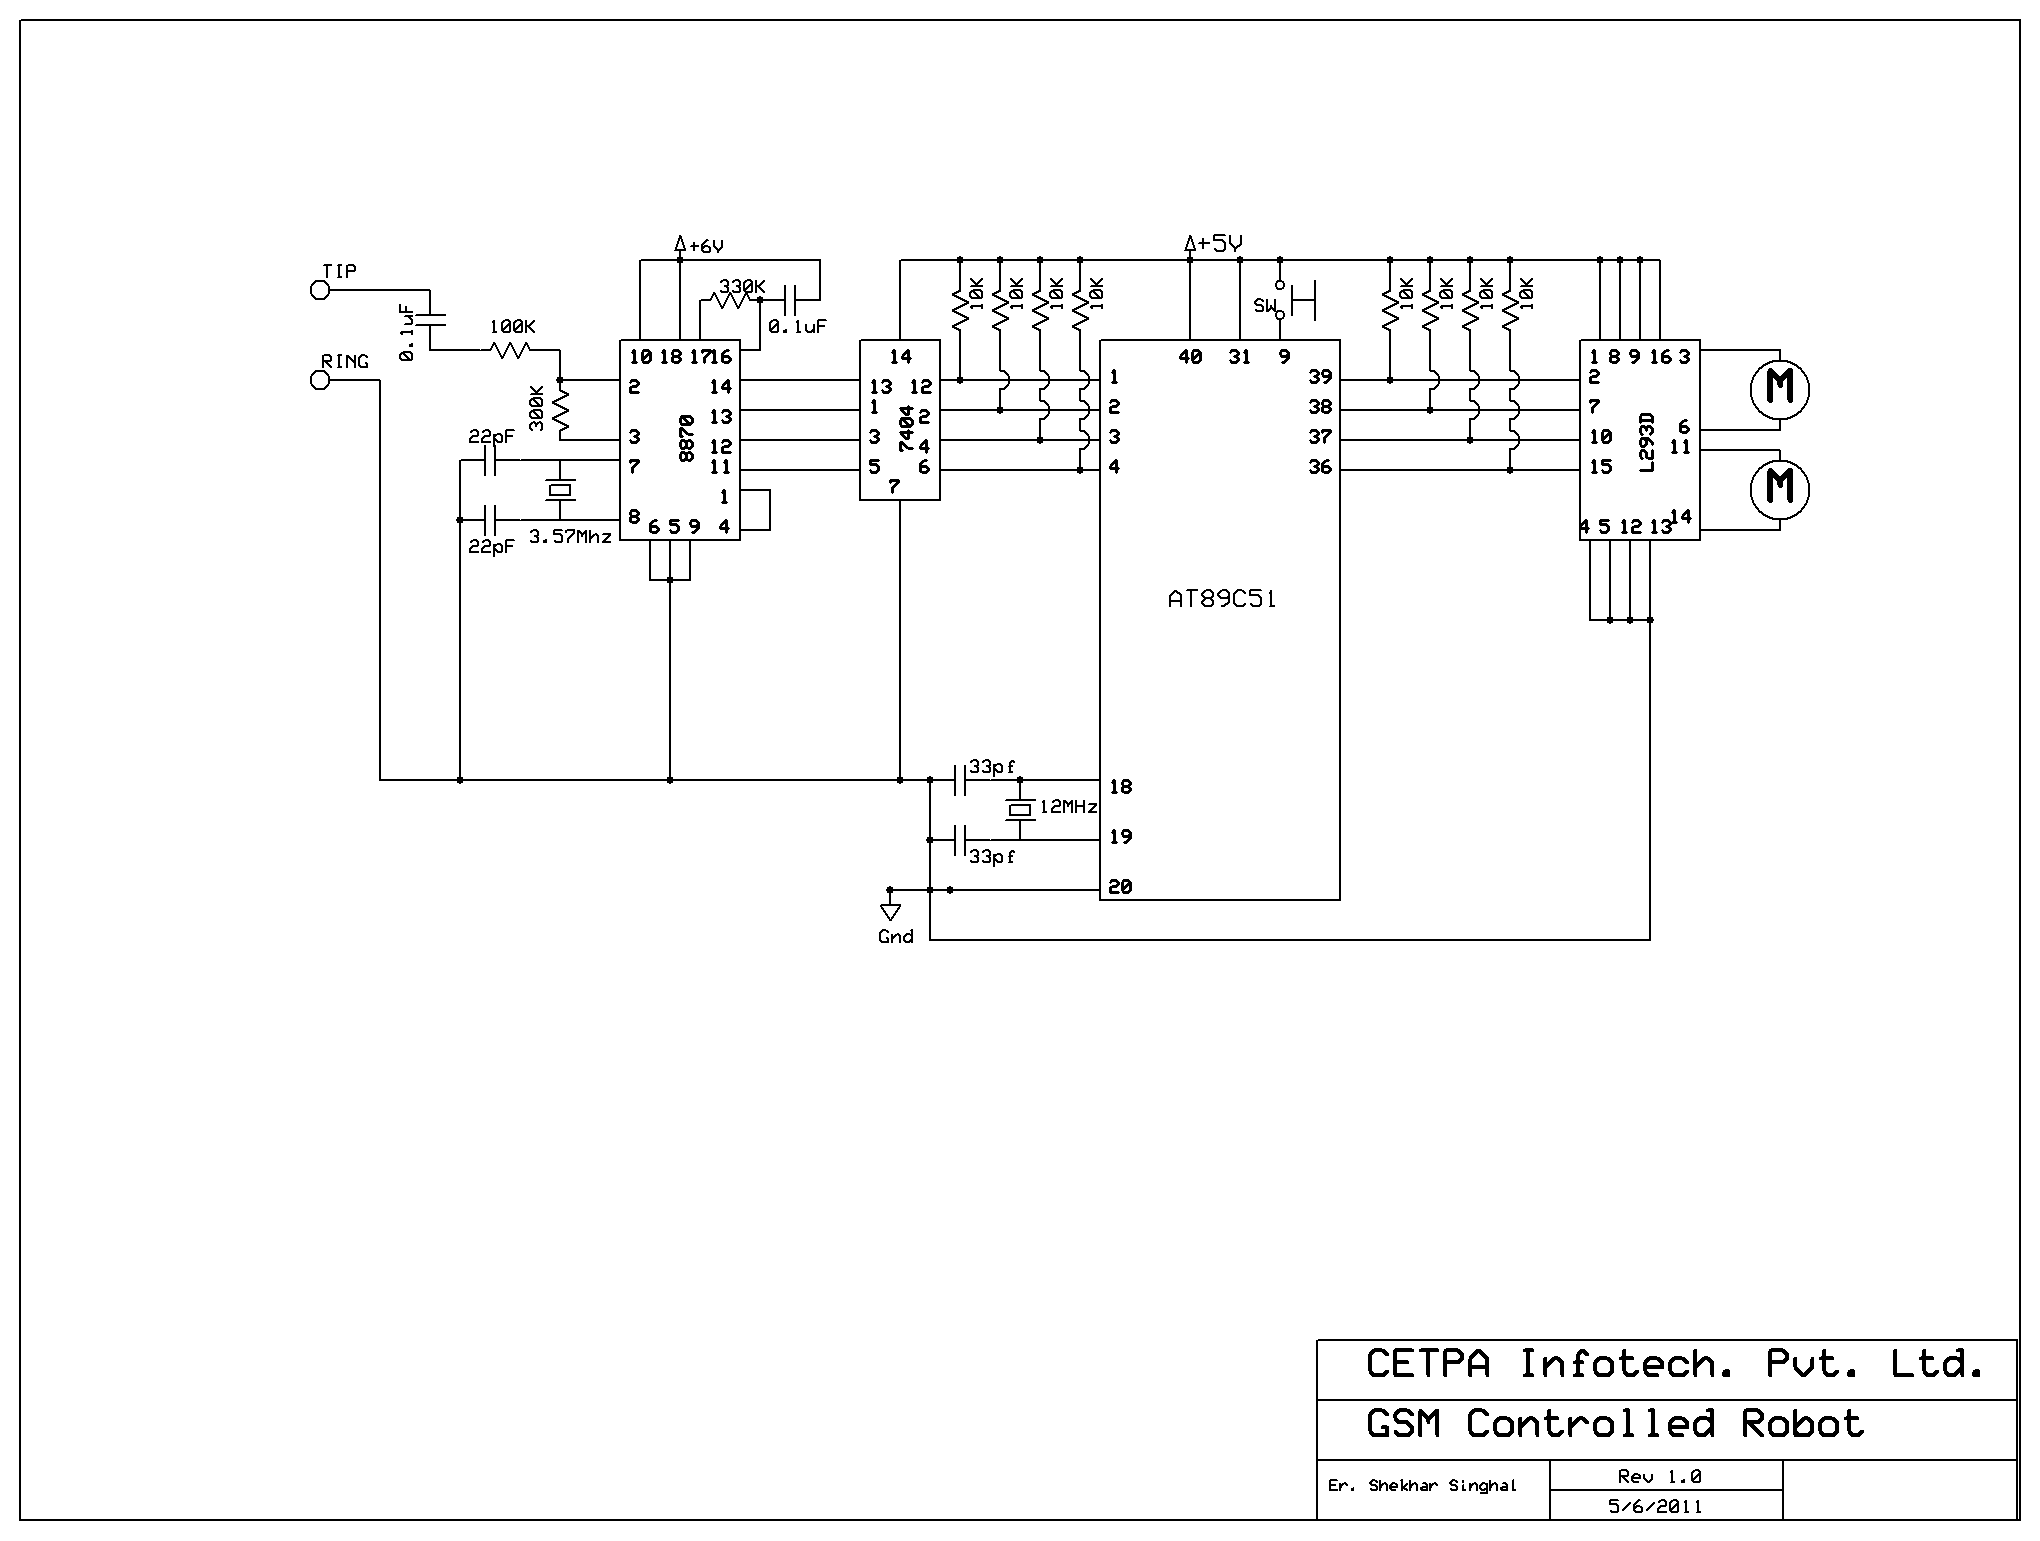 TIP
0.1uF
100K
RING
300K
22pF
22pF
3.57Mhz
+6V
330K
0.1uF
10 18 17 16
2 14
13
3 12
7 11
1
8 6 5 9 4
8870
14
13 12
1 2
3 4
5 6
7
7404
10K 10K 10K 10K
+5V
SW
40 31 9
1 39
2 38
3 37
4 36
AT89C51
18
19
20
33pf
12MHz
33pf
Gnd
10K 10K 10K 10K
1 8 9 16 3
2
7
10 6
15 11
14
4 5 12 13
L293D
M
M
CETPA Infotech. Pvt. Ltd.
GSM Controlled Robot
Er. Shekhar Singhal
Rev 1.0
5/6/2011